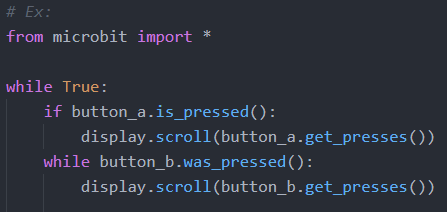 # Ex:
from microbit import *

while True:
    if button_a.is_pressed():
        display.scroll(button_a.get_presses())
    while button_b.was_pressed():
        display.scroll(button_b.get_presses())